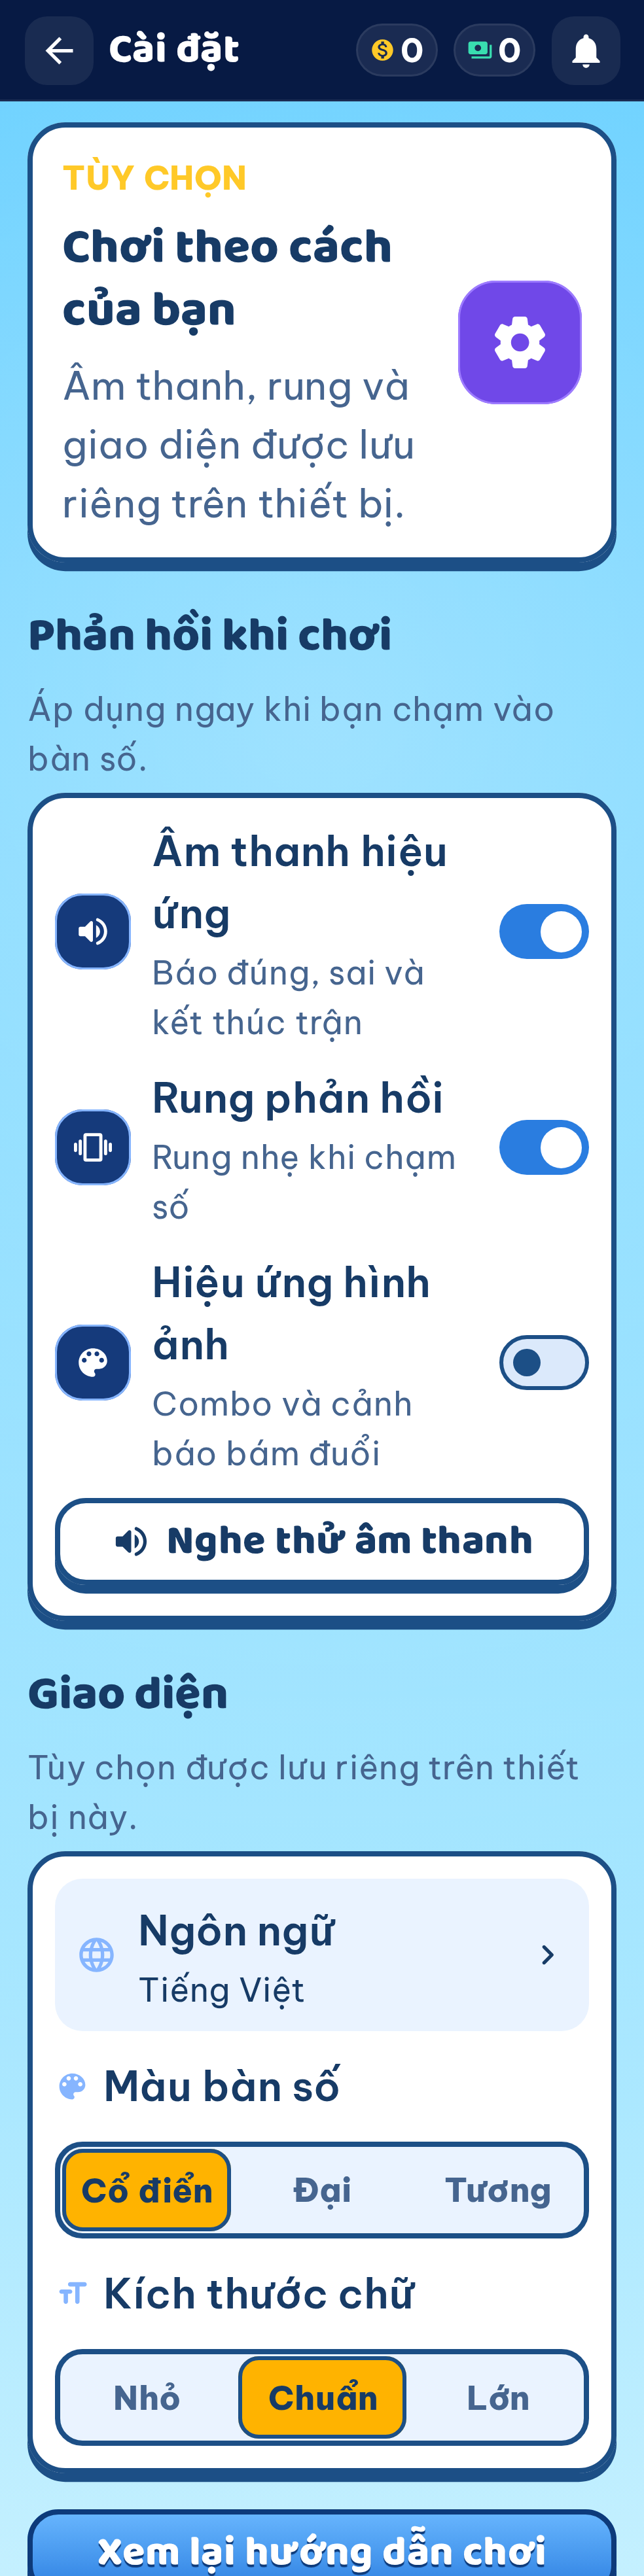 Cài đặt
0
0
TÙY CHỌN
Chơi theo cách
của bạn
Âm thanh, rung và
giao diện được lưu
riêng trên thiết bị.
Phản hồi khi chơi
Áp dụng ngay khi bạn chạm vào
bàn số.
Âm thanh hiệu
ứng
Báo đúng, sai và
kết thúc trận
Rung phản hồi
Rung nhẹ khi chạm
số
Hiệu ứng hình
ảnh
Combo và cảnh
báo bám đuổi
Nghe thử âm thanh
Giao diện
Tùy chọn được lưu riêng trên thiết
bị này.
Ngôn ngữ
Tiếng Việt
Màu bàn số
Cổ điển
Đại
Tương
Kích thước chữ
Nhỏ
Chuẩn
Lớn
Xem lại hướng dẫn chơi